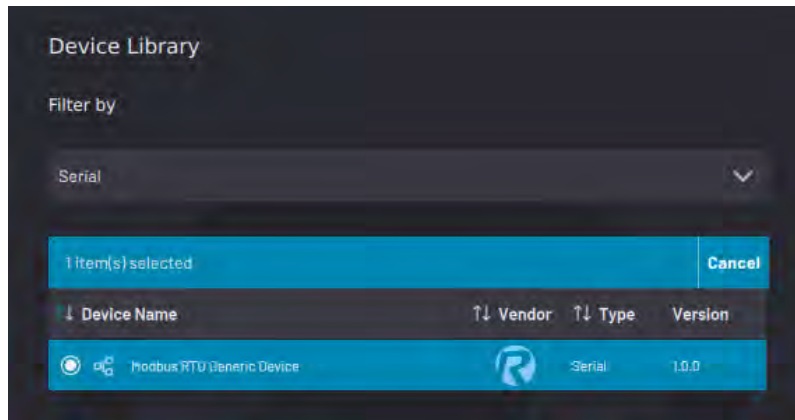 Device Library
Filter by
Serial
1 item(s) selected Cancel
Device Name Vendor Type Version
Modbus RTU Generic Device Serial 1.0.0